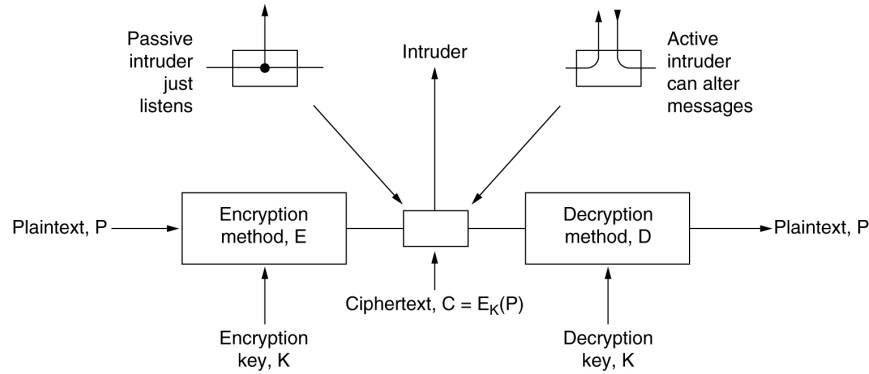 Passive
intruder
just
listens
Intruder
Active
intruder
can alter
messages
Plaintext, P
Encryption
method, E
Decryption
method, D
Plaintext, P
Ciphertext, C = E_K(P)
Encryption
key, K
Decryption
key, K